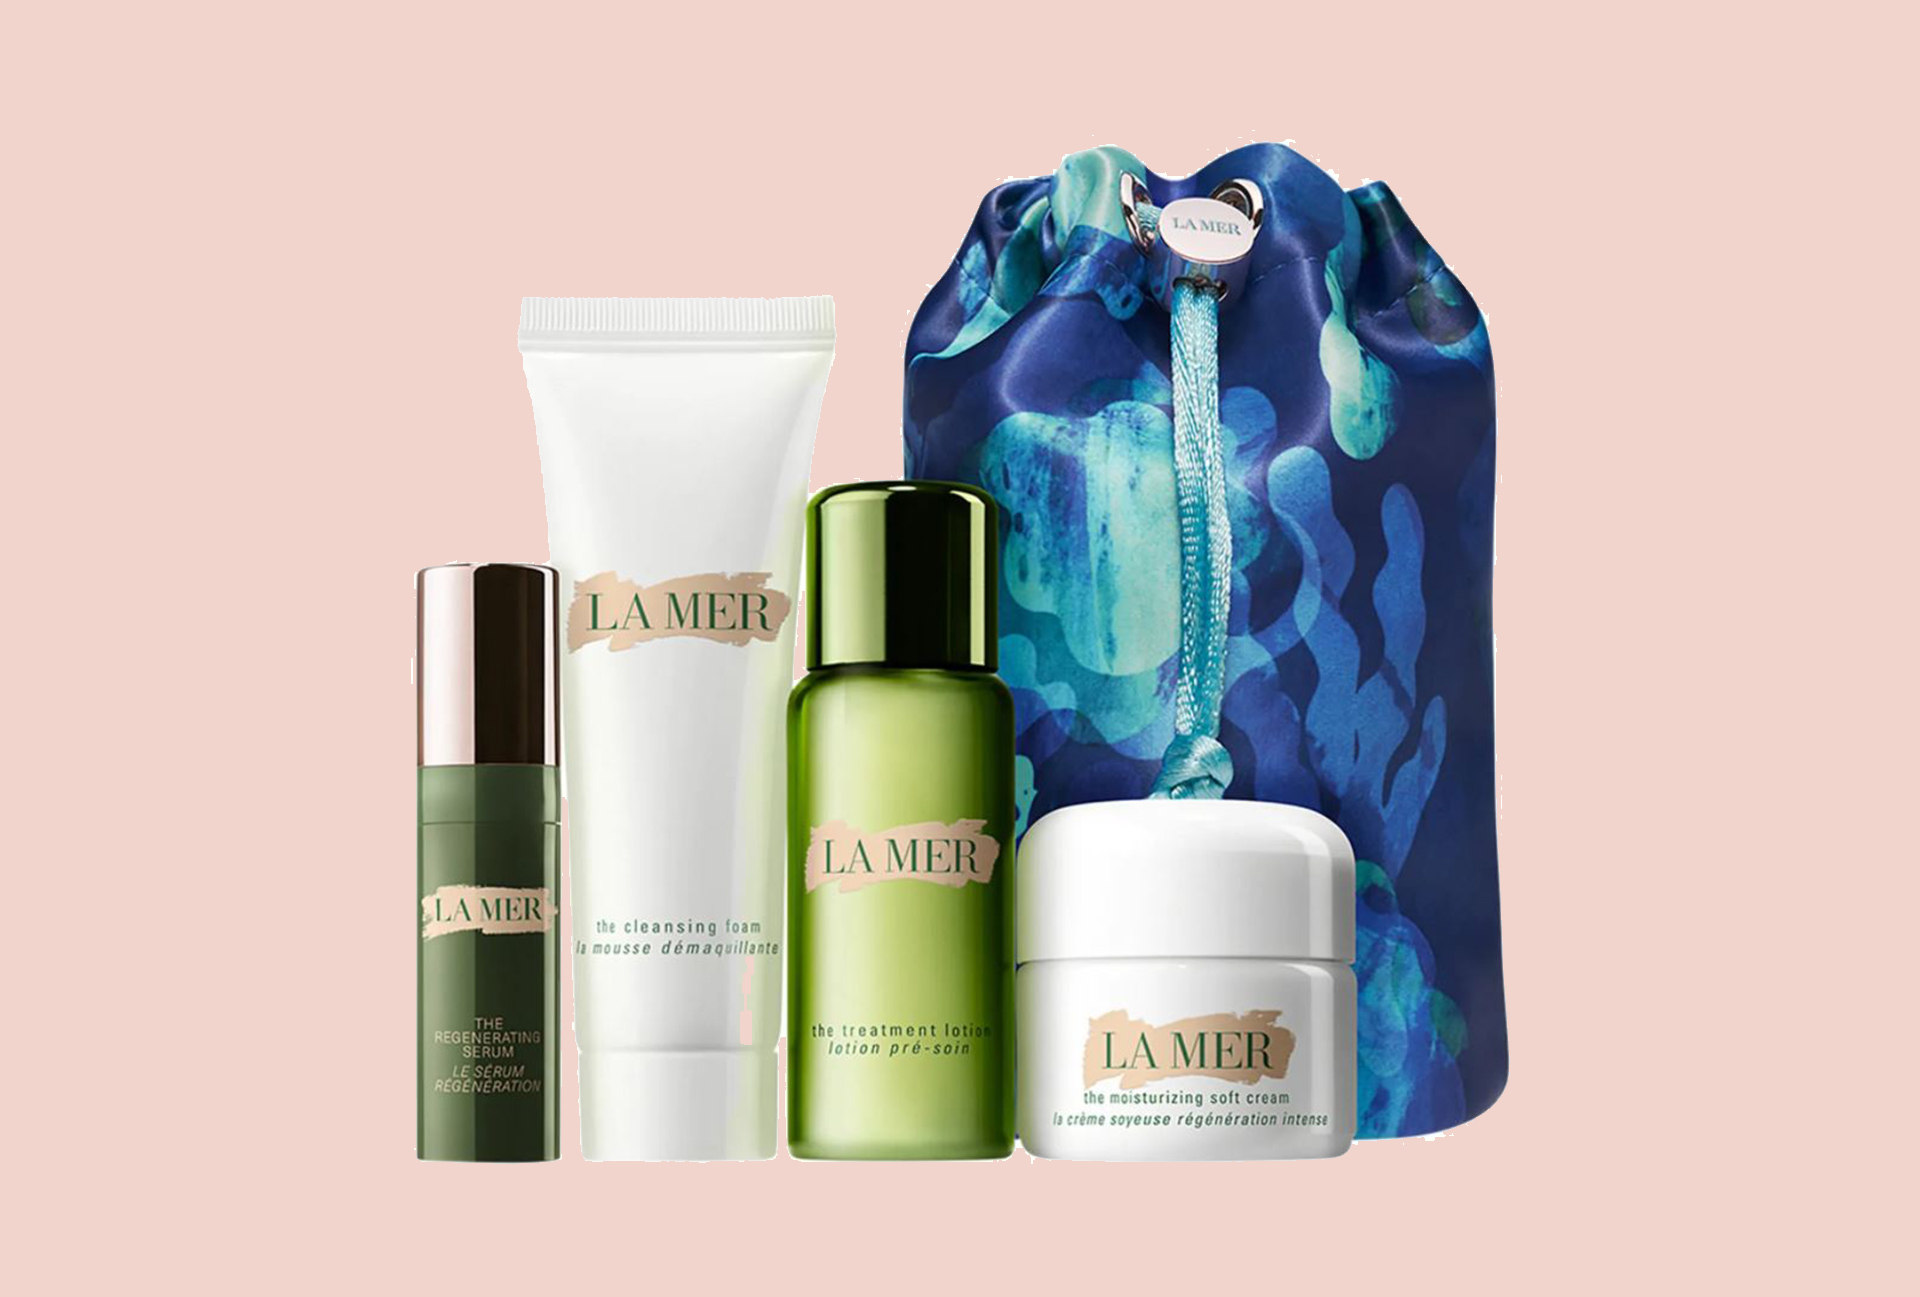 LA MER
LA MER
the cleansing foam
la mousse démaquillante
LA MER
the treatment lotion
lotion pré-soin
LA MER
THE
REGENERATING
SERUM
LE SÉRUM
RÉGÉNÉRATION
LA MER
the moisturizing soft cream
la crème soyeuse régénération intense